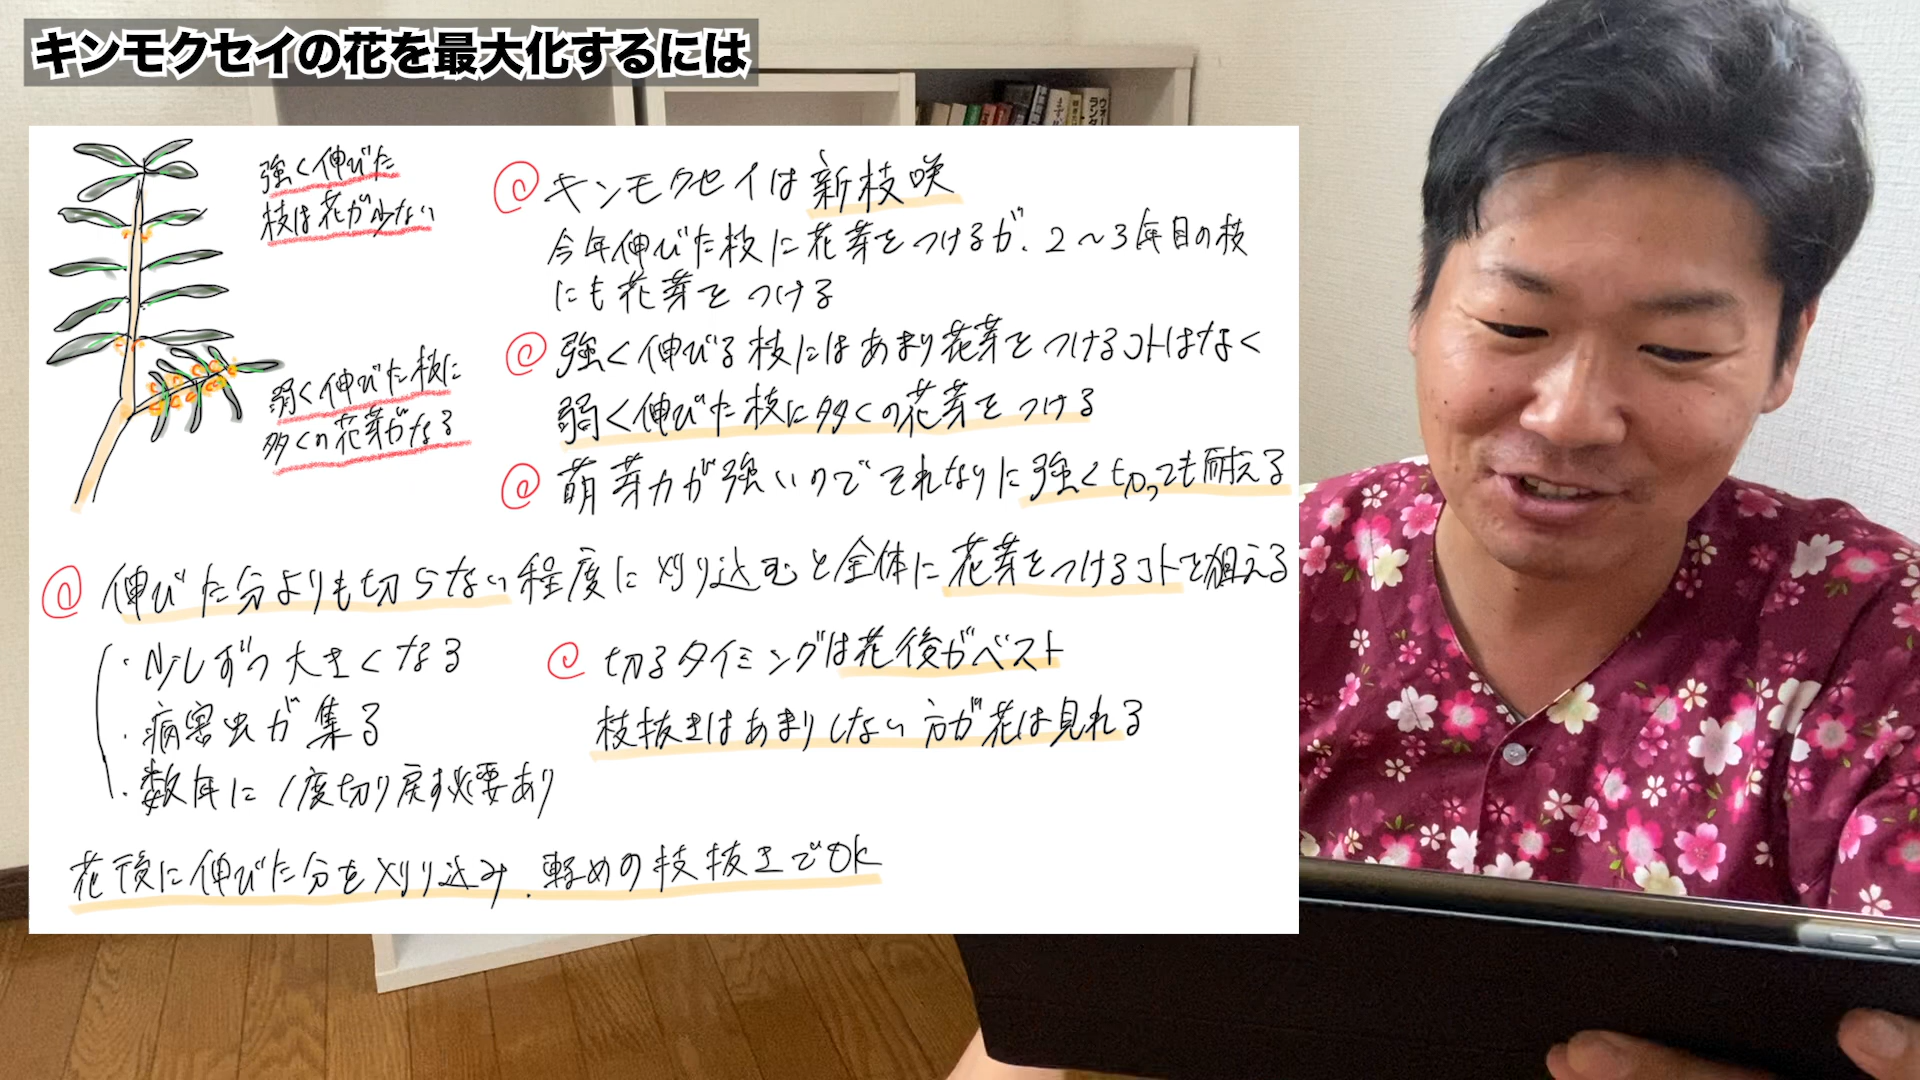 キンモクセイの花を最大化するには
強く伸びた
枝は花が少ない
弱く伸びた枝に
多くの花芽がなる
@ キンモクセイは新枝咲
今年伸びた枝に花芽をつけるが、2〜3年目の枝
にも花芽をつける
@ 強く伸びる枝にはあまり花芽をつけるコトはなく
弱く伸びた枝に多くの花芽をつける
@ 萌芽力が強いのでそれなりに強く切っても耐える
@ 伸びた分よりも切らない程度に刈り込むと全体に花芽をつけるコトを狙える
・少しずつ大きくなる
・病害虫が集る
・数年に1度切り戻す必要あり
@ 切るタイミングは花後がベスト
枝抜きはあまりしない方が花は見れる
花後に伸びた分を刈り込み、軽めの枝抜きでOK